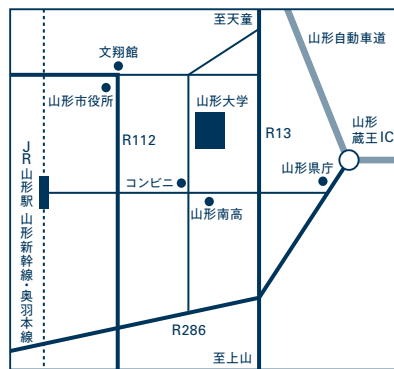 至天童
山形自動車道
文翔館
山形市役所
山形大学
山形
蔵王IC
R112
R13
JR山形駅 山形新幹線・奥羽本線
コンビニ
山形県庁
山形南高
R286
至上山